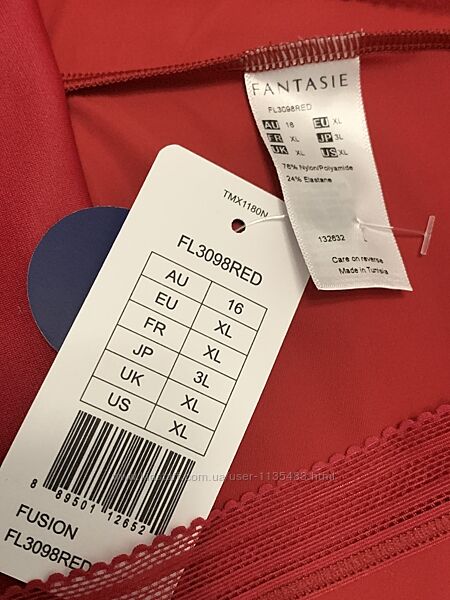 FANTASIE
FL3098RED
AU 16 EU XL
FR XL JP 3L
UK XL US XL
76% Nylon/Polyamide
24% Elastane
132632
Care on reverse
Made in Tunisia
TMX1180N
FL3098RED
AU 16
EU XL
FR XL
JP 3L
UK XL
US XL
8 89501 12652
FUSION
FL3098RED